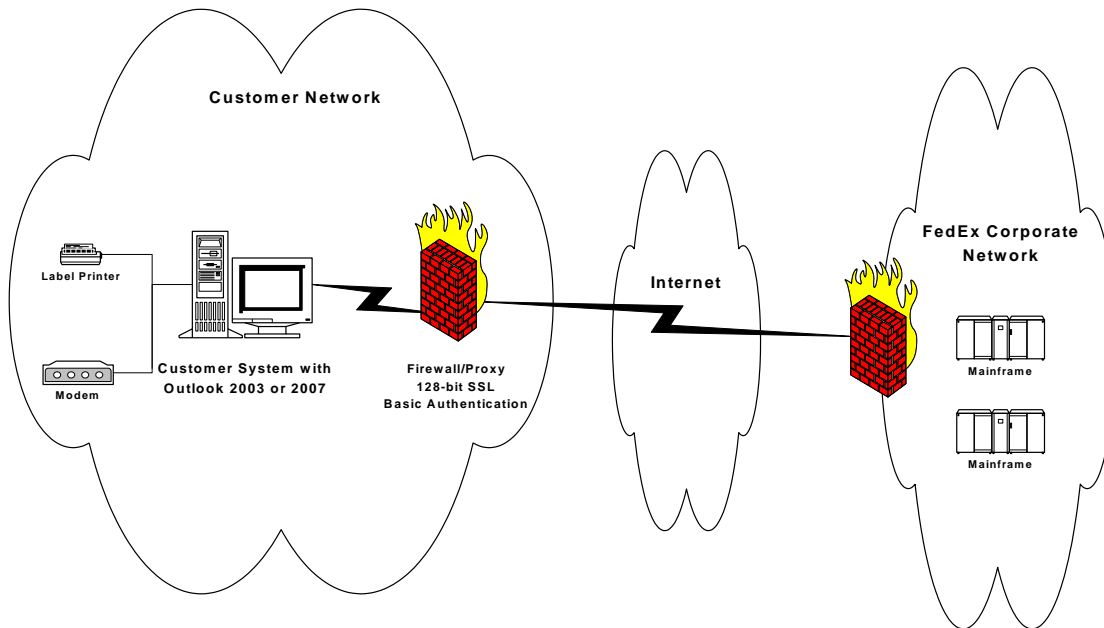 Customer Network
Label Printer
Modem
Customer System with
Outlook 2003 or 2007
Firewall/Proxy
128-bit SSL
Basic Authentication
Internet
FedEx Corporate
Network
Mainframe
Mainframe